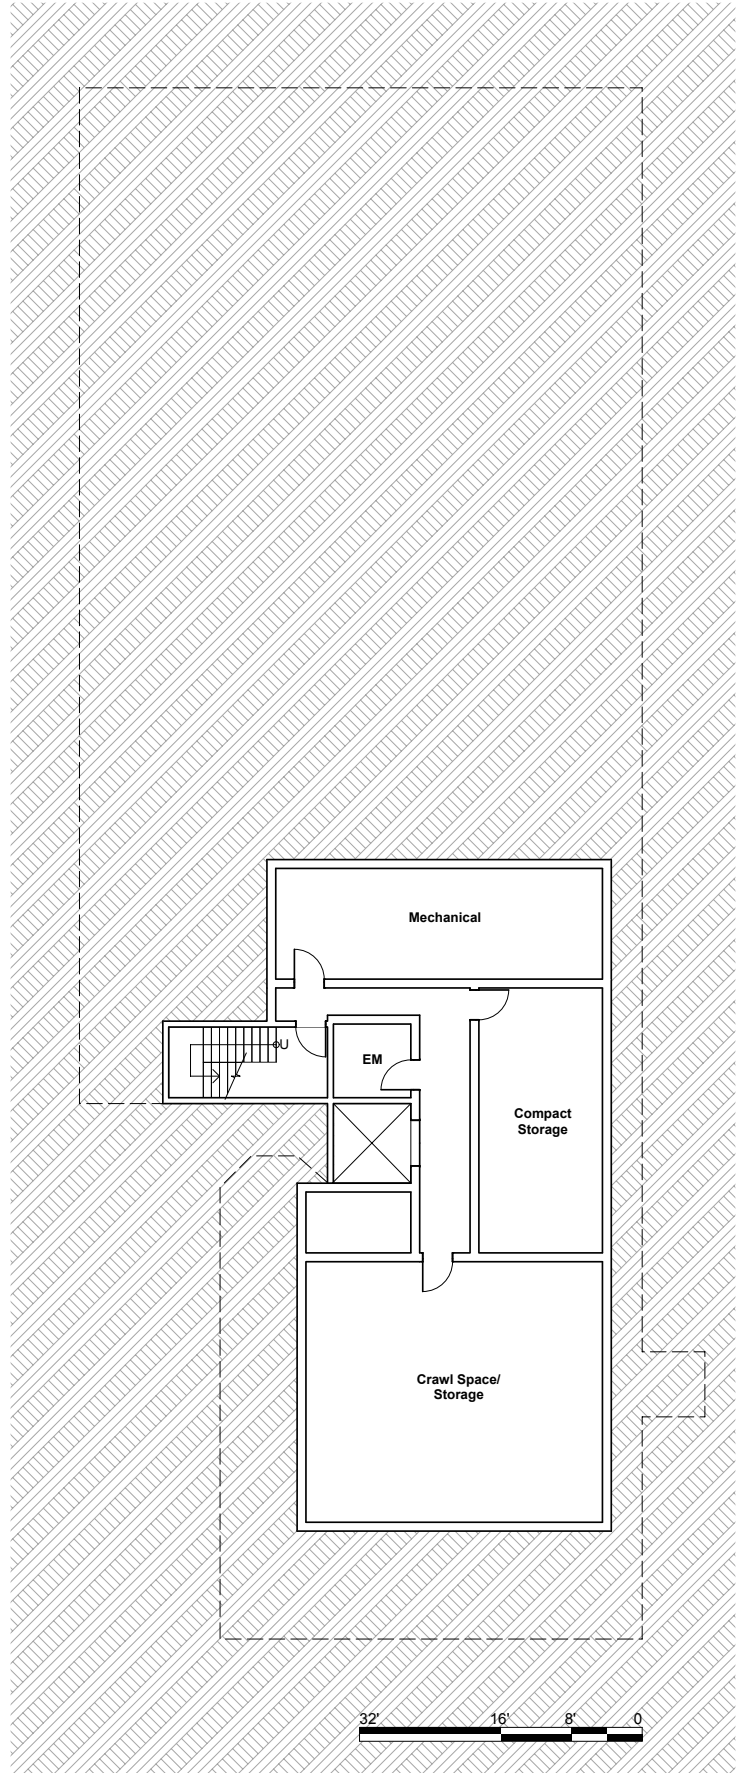 Mechanical
U
EM
Compact
Storage
Crawl Space/
Storage
32' 16' 8' 0